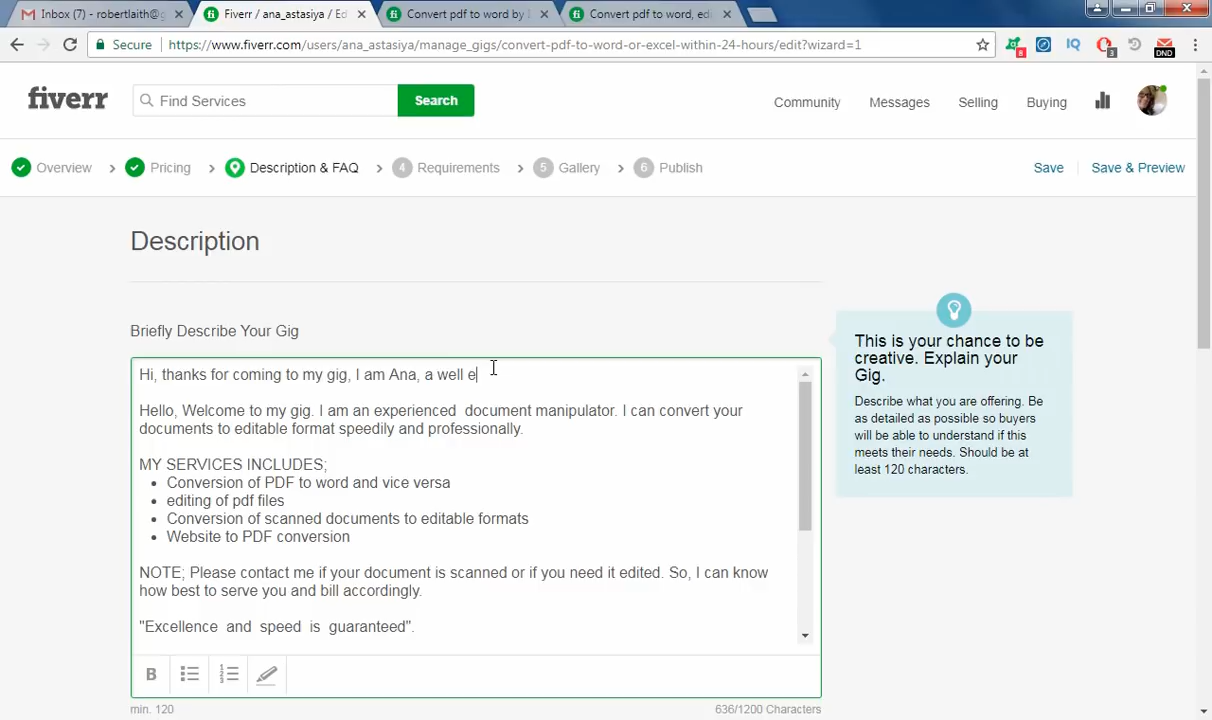 Inbox (7) - robertlaith@g
Fiverr / ana_astasiya / Ed
Convert pdf to word by
Convert pdf to word, ed
Secure https://www.fiverr.com/users/ana_astasiya/manage_gigs/convert-pdf-to-word-or-excel-within-24-hours/edit?wizard=1
8
IQ
3
DND
fiverr
Find Services
Search
Community
Messages
Selling
Buying
Overview
Pricing
Description & FAQ
4 Requirements
5 Gallery
6 Publish
Save
Save & Preview
Description
Briefly Describe Your Gig
Hi, thanks for coming to my gig, I am Ana, a well e
Hello, Welcome to my gig. I am an experienced  document manipulator. I can convert your
documents to editable format speedily and professionally.
MY SERVICES INCLUDES;
• Conversion of PDF to word and vice versa
• editing of pdf files
• Conversion of scanned documents to editable formats
• Website to PDF conversion
NOTE; Please contact me if your document is scanned or if you need it edited. So, I can know
how best to serve you and bill accordingly.
"Excellence  and  speed  is  guaranteed".
B
min. 120
636/1200 Characters
This is your chance to be
creative. Explain your
Gig.
Describe what you are offering. Be
as detailed as possible so buyers
will be able to understand if this
meets their needs. Should be at
least 120 characters.